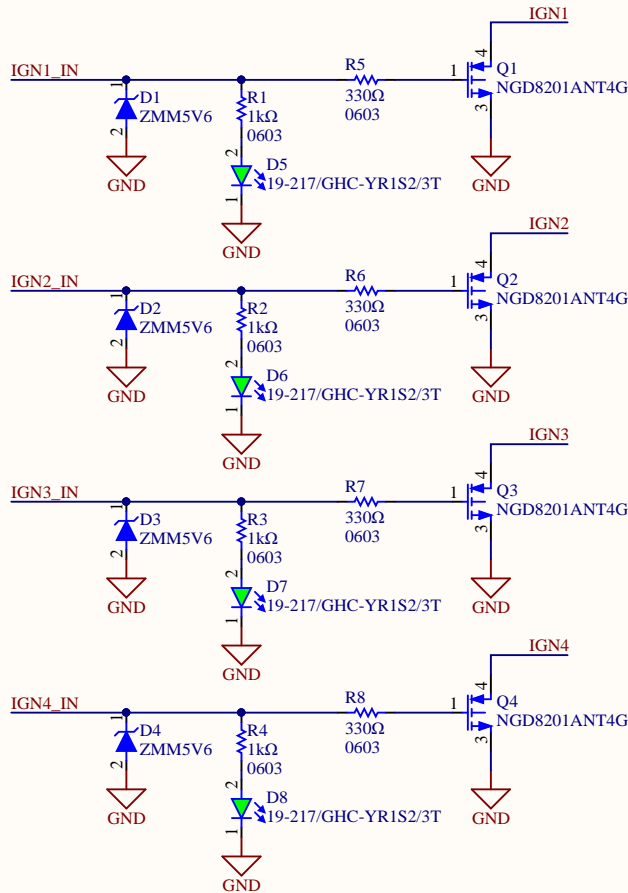 IGN1
IGN1_IN
R5
330Ω
0603
1
4
3
Q1
NGD8201ANT4G
1
2
D1
ZMM5V6
R1
1kΩ
0603
2
1
D5
19-217/GHC-YR1S2/3T
GND
GND
GND
IGN2
IGN2_IN
R6
330Ω
0603
1
4
3
Q2
NGD8201ANT4G
1
2
D2
ZMM5V6
R2
1kΩ
0603
2
1
D6
19-217/GHC-YR1S2/3T
GND
GND
GND
IGN3
IGN3_IN
R7
330Ω
0603
1
4
3
Q3
NGD8201ANT4G
1
2
D3
ZMM5V6
R3
1kΩ
0603
2
1
D7
19-217/GHC-YR1S2/3T
GND
GND
GND
IGN4
IGN4_IN
R8
330Ω
0603
1
4
3
Q4
NGD8201ANT4G
1
2
D4
ZMM5V6
R4
1kΩ
0603
2
1
D8
19-217/GHC-YR1S2/3T
GND
GND
GND